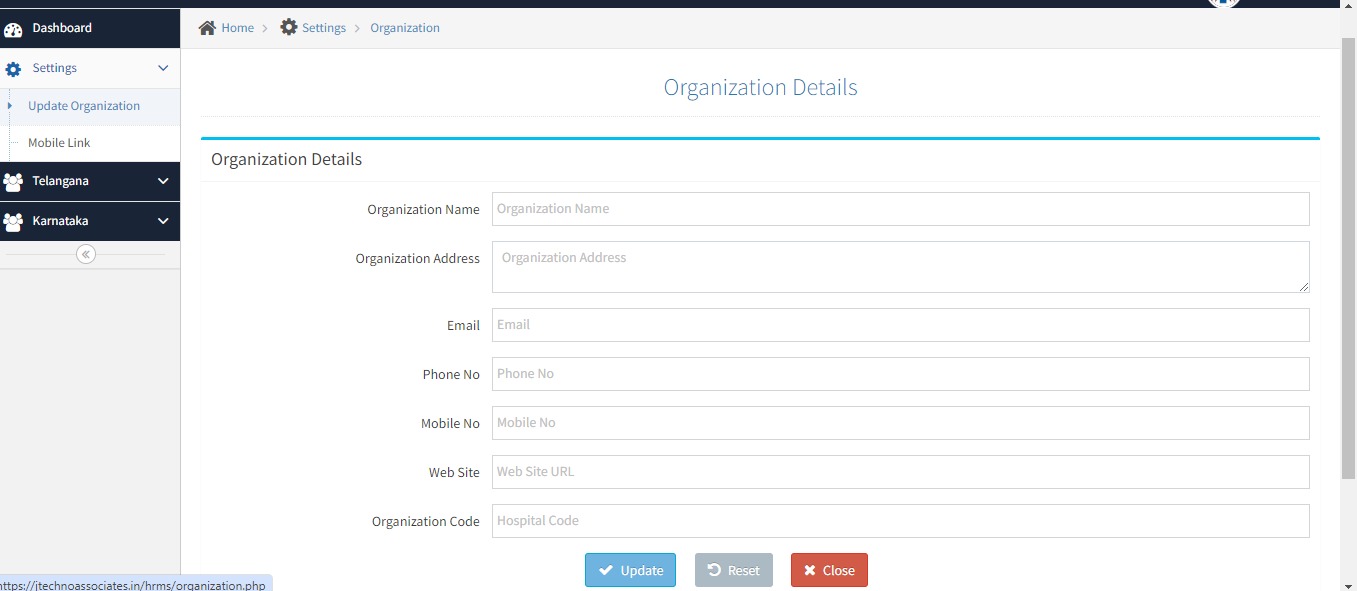 Dashboard
Home > Settings > Organization
Settings
Update Organization
Mobile Link
Telangana
Karnataka
Organization Details
Organization Details
Organization Name Organization Name
Organization Address Organization Address
Email Email
Phone No Phone No
Mobile No Mobile No
Web Site Web Site URL
Organization Code Hospital Code
Update Reset Close
https://jtechnoassociates.in/hrms/organization.php